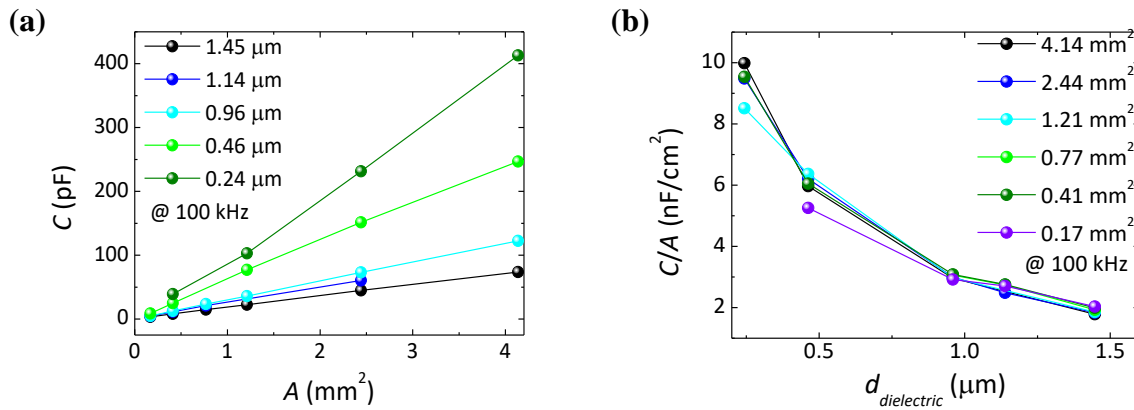 (a)
C (pF)
400
300
200
100
0
1.45 μm
1.14 μm
0.96 μm
0.46 μm
0.24 μm
@ 100 kHz
0 1 2 3 4
A (mm²)
(b)
C/A (nF/cm²)
10
8
6
4
2
4.14 mm²
2.44 mm²
1.21 mm²
0.77 mm²
0.41 mm²
0.17 mm²
@ 100 kHz
0.5 1.0 1.5
d_dielectric (μm)